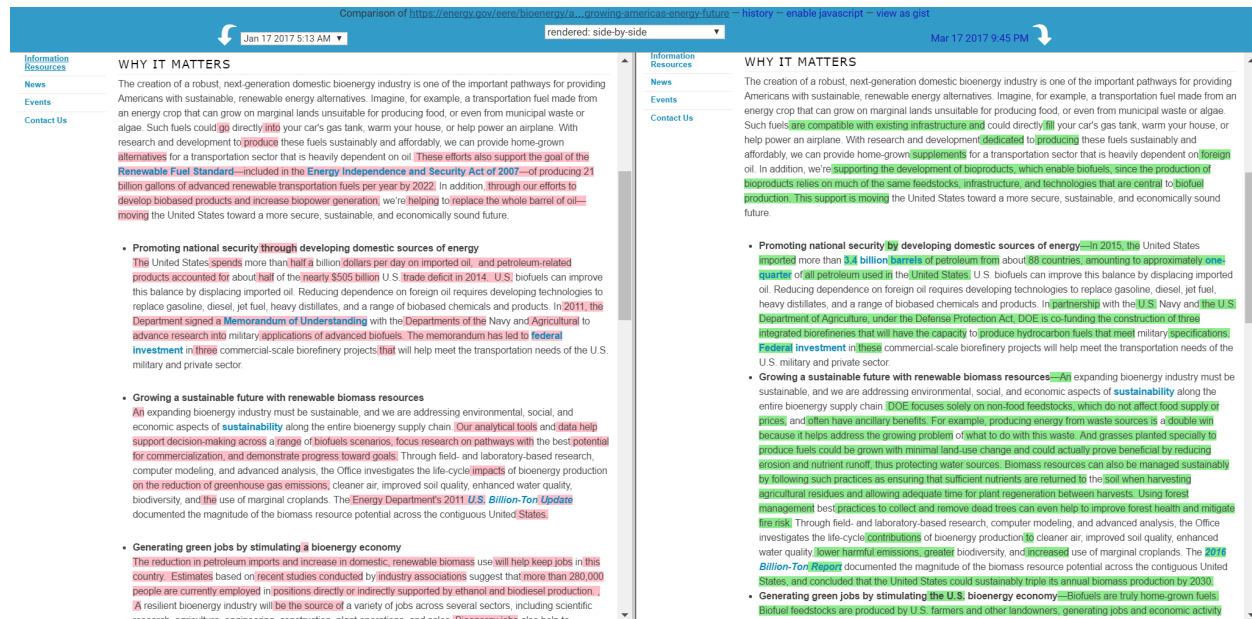 Comparison of https://energy.gov/eere/bioenergy/a...growing-americas-energy-future — history — enable javascript — view as gist
Jan 17 2017 5:13 AM
rendered: side-by-side
Mar 17 2017 9:45 PM
Information
Resources
News
Events
Contact Us
WHY IT MATTERS
The creation of a robust, next-generation domestic bioenergy industry is one of the important pathways for providing
Americans with sustainable, renewable energy alternatives. Imagine, for example, a transportation fuel made from
an energy crop that can grow on marginal lands unsuitable for producing food, or even from municipal waste or
algae. Such fuels could go directly into your car's gas tank, warm your house, or help power an airplane. With
research and development to produce these fuels sustainably and affordably, we can provide home-grown
alternatives for a transportation sector that is heavily dependent on oil. These efforts also support the goal of the
Renewable Fuel Standard—included in the Energy Independence and Security Act of 2007—of producing 21
billion gallons of advanced renewable transportation fuels per year by 2022. In addition, through our efforts to
develop biobased products and increase biopower generation, we're helping to replace the whole barrel of oil—
moving the United States toward a more secure, sustainable, and economically sound future.
• Promoting national security through developing domestic sources of energy
The United States spends more than half a billion dollars per day on imported oil, and petroleum-related
products accounted for about half of the nearly $505 billion U.S. trade deficit in 2014. U.S. biofuels can improve
this balance by displacing imported oil. Reducing dependence on foreign oil requires developing technologies to
replace gasoline, diesel, jet fuel, heavy distillates, and a range of biobased chemicals and products. In 2011, the
Department signed a Memorandum of Understanding with the Departments of the Navy and Agricultural to
advance research into military applications of advanced biofuels. The memorandum has led to federal
investment in three commercial-scale biorefinery projects that will help meet the transportation needs of the U.S.
military and private sector.
• Growing a sustainable future with renewable biomass resources
An expanding bioenergy industry must be sustainable, and we are addressing environmental, social, and
economic aspects of sustainability along the entire bioenergy supply chain. Our analytical tools and data help
support decision-making across a range of biofuels scenarios, focus research on pathways with the best potential
for commercialization, and demonstrate progress toward goals. Through field- and laboratory-based research,
computer modeling, and advanced analysis, the Office investigates the life-cycle impacts of bioenergy production
on the reduction of greenhouse gas emissions, cleaner air, improved soil quality, enhanced water quality,
biodiversity, and the use of marginal croplands. The Energy Department's 2011 U.S. Billion-Ton Update
documented the magnitude of the biomass resource potential across the contiguous United States.
• Generating green jobs by stimulating a bioenergy economy
The reduction in petroleum imports and increase in domestic, renewable biomass use will help keep jobs in this
country. Estimates based on recent studies conducted by industry associations suggest that more than 280,000
people are currently employed in positions directly or indirectly supported by ethanol and biodiesel production. ,
A resilient bioenergy industry will be the source of a variety of jobs across several sectors, including scientific
research, agriculture, engineering, construction, plant operations, and sales. Bioenergy jobs also help to
Information
Resources
News
Events
Contact Us
WHY IT MATTERS
The creation of a robust, next-generation domestic bioenergy industry is one of the important pathways for providing
Americans with sustainable, renewable energy alternatives. Imagine, for example, a transportation fuel made from
an energy crop that can grow on marginal lands unsuitable for producing food, or even from municipal waste or algae.
Such fuels are compatible with existing infrastructure and could directly fill your car's gas tank, warm your house, or
help power an airplane. With research and development dedicated to producing these fuels sustainably and
affordably, we can provide home-grown supplements for a transportation sector that is heavily dependent on foreign
oil. In addition, we're supporting the development of bioproducts, which enable biofuels, since the production of
bioproducts relies on much of the same feedstocks, infrastructure, and technologies that are central to biofuel
production. This support is moving the United States toward a more secure, sustainable, and economically sound
future.
• Promoting national security by developing domestic sources of energy—In 2015, the United States
imported more than 3.4 billion barrels of petroleum from about 88 countries, amounting to approximately one-
quarter of all petroleum used in the United States. U.S. biofuels can improve this balance by displacing imported
oil. Reducing dependence on foreign oil requires developing technologies to replace gasoline, diesel, jet fuel,
heavy distillates, and a range of biobased chemicals and products. In partnership with the U.S. Navy and the U.S.
Department of Agriculture, under the Defense Protection Act, DOE is co-funding the construction of three
integrated biorefineries that will have the capacity to produce hydrocarbon fuels that meet military specifications.
Federal investment in these commercial-scale biorefinery projects will help meet the transportation needs of the
U.S. military and private sector.
• Growing a sustainable future with renewable biomass resources—An expanding bioenergy industry must be
sustainable, and we are addressing environmental, social, and economic aspects of sustainability along the
entire bioenergy supply chain. DOE focuses solely on non-food feedstocks, which do not affect food supply or
prices, and often have ancillary benefits. For example, producing energy from waste sources is a double win
because it helps address the growing problem of what to do with this waste. And grasses planted specially to
produce fuels could be grown with minimal land-use change and could actually prove beneficial by reducing
erosion and nutrient runoff, thus protecting water sources. Biomass resources can also be managed sustainably
by following such practices as ensuring that sufficient nutrients are returned to the soil when harvesting
agricultural residues and allowing adequate time for plant regeneration between harvests. Using forest
management best practices to collect and remove dead trees can even help to improve forest health and mitigate
fire risk. Through field- and laboratory-based research, computer modeling, and advanced analysis, the Office
investigates the life-cycle contributions of bioenergy production to cleaner air, improved soil quality, enhanced
water quality, lower harmful emissions, greater biodiversity, and increased use of marginal croplands. The 2016
Billion-Ton Report documented the magnitude of the biomass resource potential across the contiguous United
States, and concluded that the United States could sustainably triple its annual biomass production by 2030.
• Generating green jobs by stimulating the U.S. bioenergy economy—Biofuels are truly home-grown fuels.
Biofuel feedstocks are produced by U.S. farmers and other landowners, generating jobs and economic activity